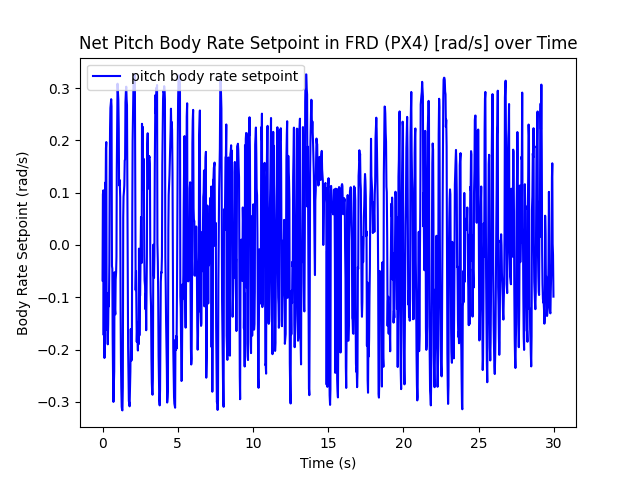 Net Pitch Body Rate Setpoint in FRD (PX4) [rad/s] over Time
pitch body rate setpoint
Body Rate Setpoint (rad/s)
0.3
0.2
0.1
0.0
−0.1
−0.2
−0.3
0 5 10 15 20 25 30
Time (s)